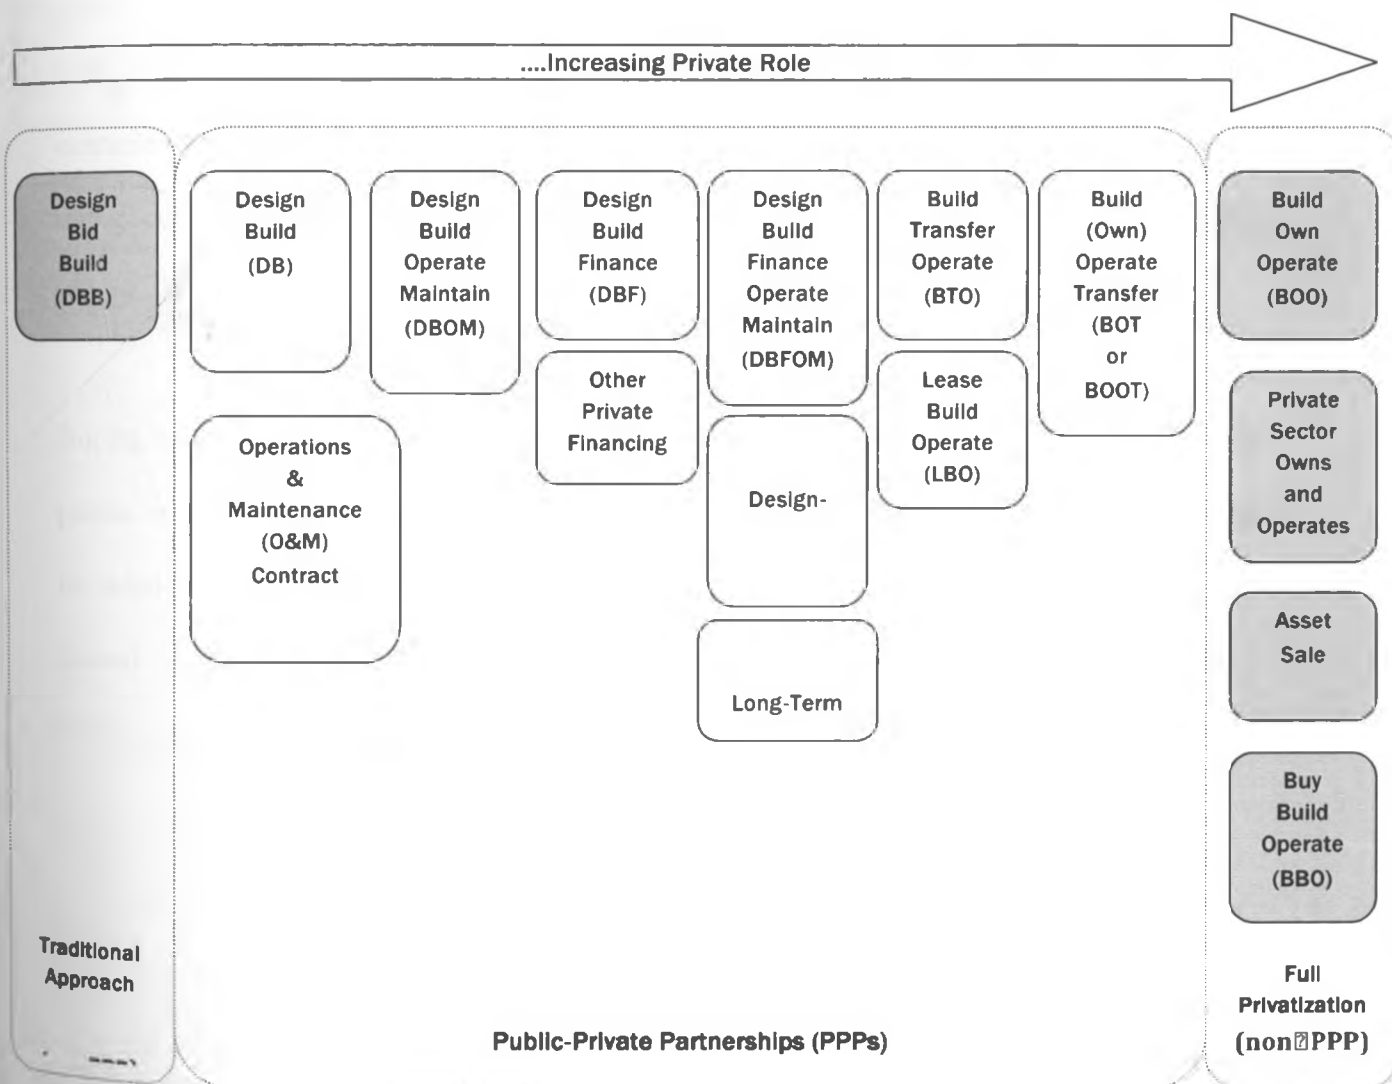 ....Increasing Private Role
Design
Bid
Build
(DBB)
Traditional
Approach
Design
Build
(DB)
Operations
&
Maintenance
(O&M)
Contract
Design
Build
Operate
Maintain
(DBOM)
Design
Build
Finance
(DBF)
Other
Private
Financing
Design
Build
Finance
Operate
Maintain
(DBFOM)
Design-
Long-Term
Build
Transfer
Operate
(BTO)
Lease
Build
Operate
(LBO)
Build
(Own)
Operate
Transfer
(BOT
or
BOOT)
Public-Private Partnerships (PPPs)
Build
Own
Operate
(BOO)
Private
Sector
Owns
and
Operates
Asset
Sale
Buy
Build
Operate
(BBO)
Full
Privatization
(non⍰PPP)